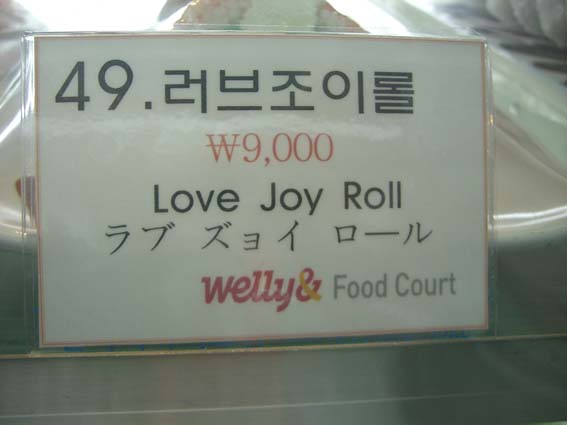 49.러브조이롤
₩9,000
Love Joy Roll
ラブ ズョイ ロール
welly& Food Court